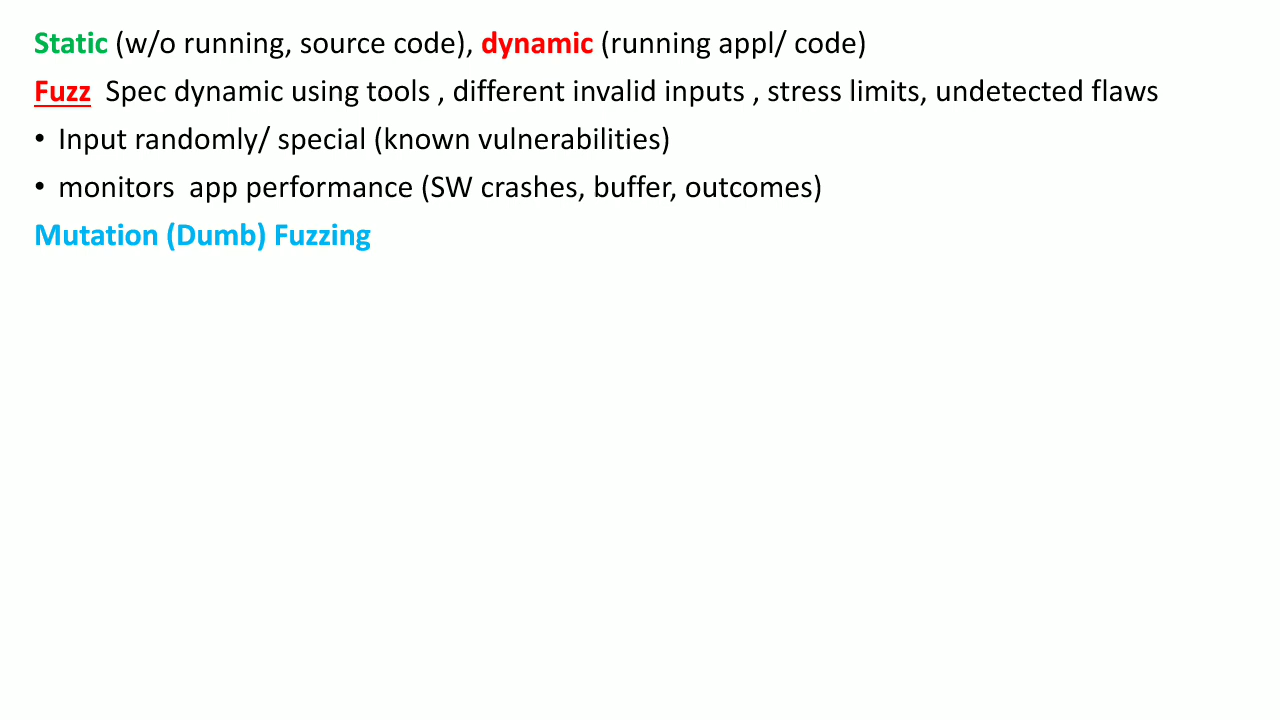 Static (w/o running, source code), dynamic (running appl/ code)
Fuzz  Spec dynamic using tools , different invalid inputs , stress limits, undetected flaws
• Input randomly/ special (known vulnerabilities)
• monitors  app performance (SW crashes, buffer, outcomes)
Mutation (Dumb) Fuzzing